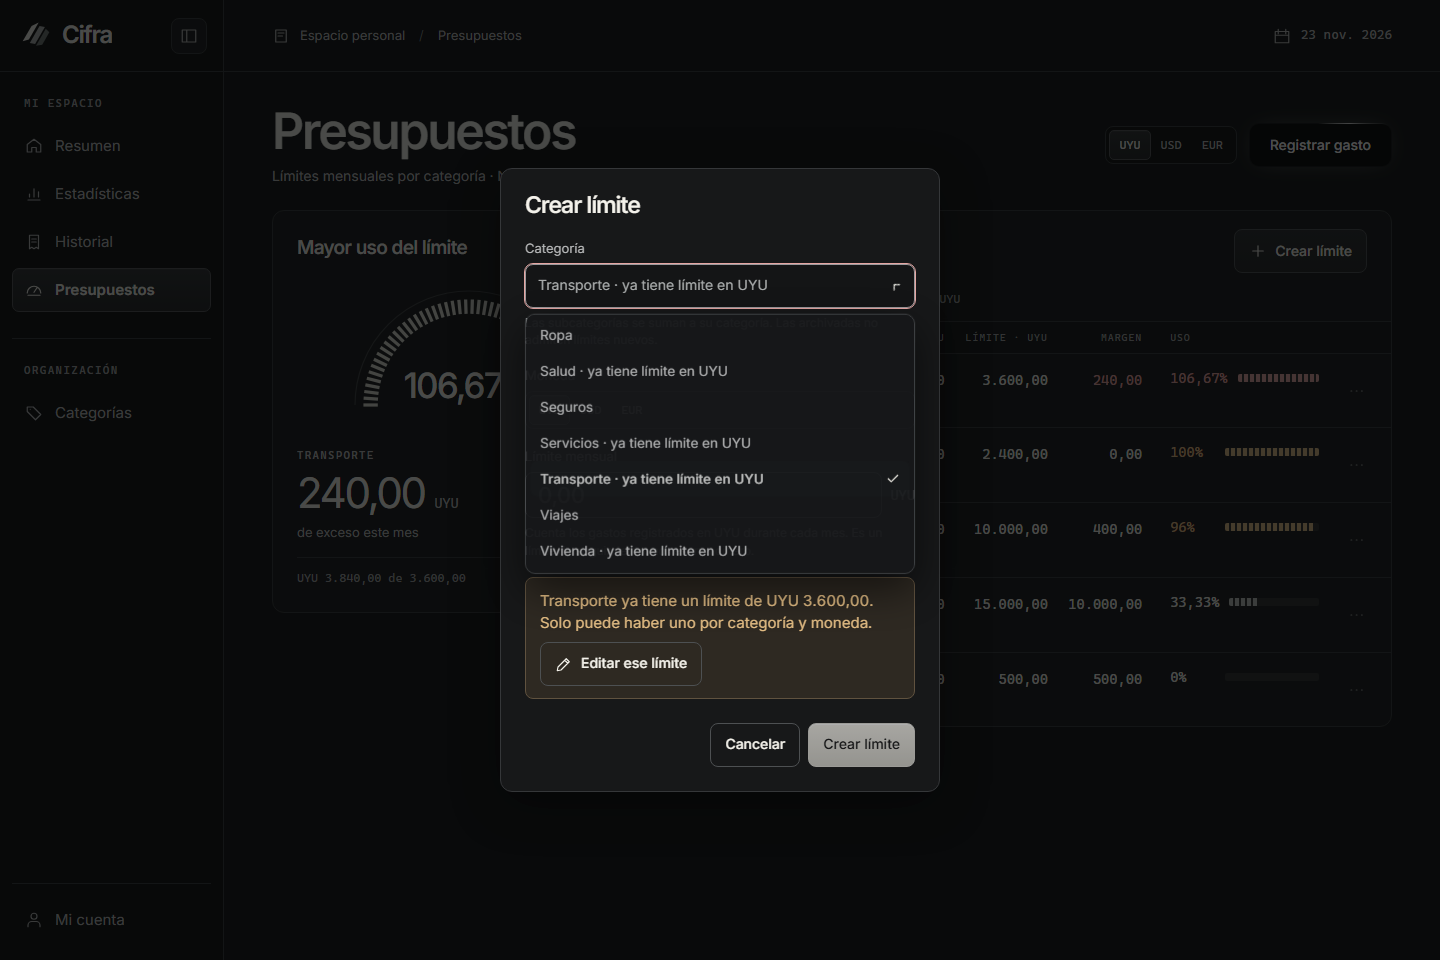 Cifra
Espacio personal / Presupuestos
23 nov. 2026
MI ESPACIO
Resumen
Estadísticas
Historial
Presupuestos
ORGANIZACIÓN
Categorías
Mi cuenta
Presupuestos
Límites mensuales por categoría ·
UYU USD EUR
Registrar gasto
Mayor uso del límite
106,67
TRANSPORTE
240,00 UYU
de exceso este mes
UYU 3.840,00 de 3.600,00
Crear límite
UYU
LÍMITE · UYU MARGEN USO
3.600,00 240,00 106,67% ...
2.400,00 0,00 100% ...
10.000,00 400,00 96% ...
15.000,00 10.000,00 33,33% ...
500,00 500,00 0% ...
Crear límite
Categoría
Transporte · ya tiene límite en UYU
Ropa
Salud · ya tiene límite en UYU
Seguros
Servicios · ya tiene límite en UYU
Transporte · ya tiene límite en UYU
Viajes
Vivienda · ya tiene límite en UYU
Transporte ya tiene un límite de UYU 3.600,00.
Solo puede haber uno por categoría y moneda.
Editar ese límite
Cancelar
Crear límite